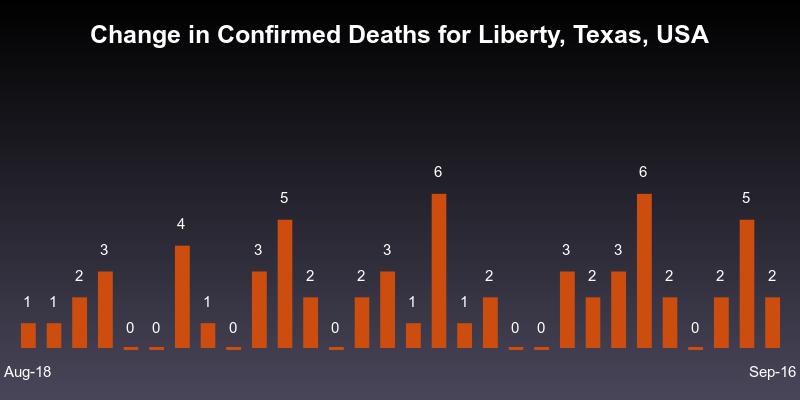 Change in Confirmed Deaths for Liberty, Texas, USA
1 1 2 3 0 0 4 1 0 3 5 2 0 2 3 1 6 1 2 0 0 3 2 3 6 2 0 2 5 2
Aug-18 Sep-16